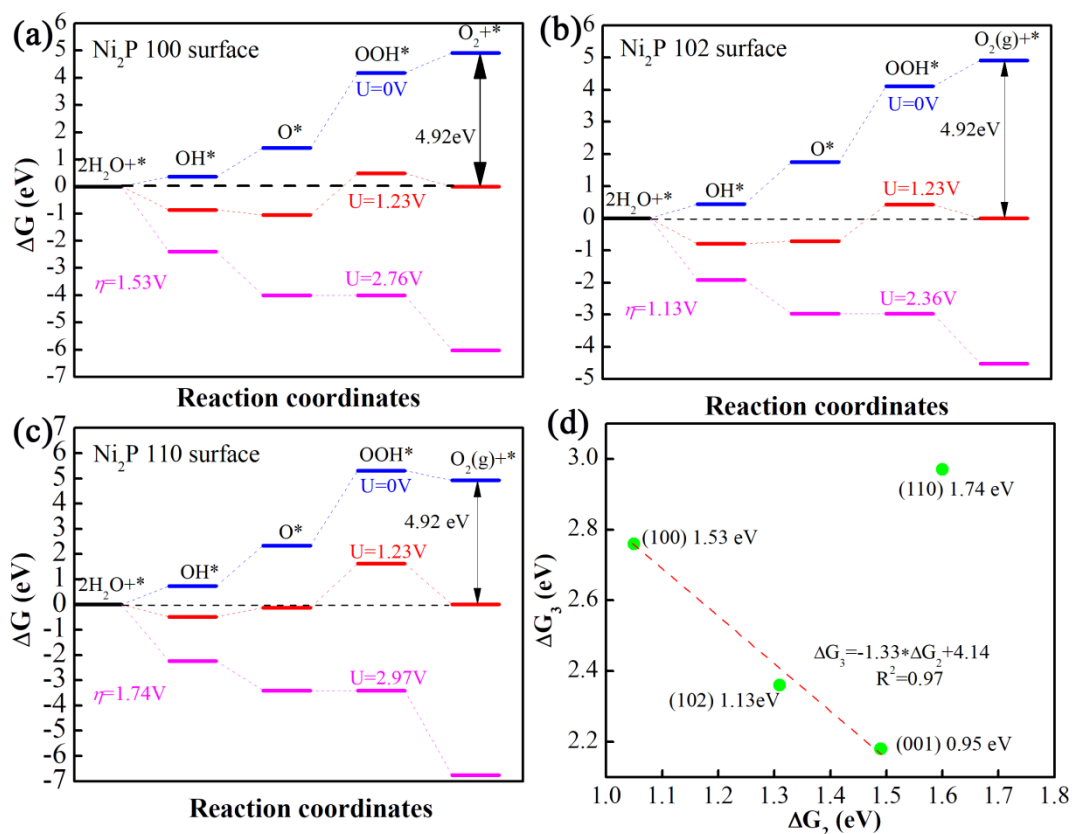 (a)
Ni₂P 100 surface
6
5
4
3
2
1
0
-1
-2
-3
-4
-5
-6
-7
ΔG (eV)
2H₂O+*
OH*
O*
OOH*
O₂+*
U=0V
4.92eV
U=1.23V
η=1.53V
U=2.76V
Reaction coordinates
(b)
Ni₂P 102 surface
6
5
4
3
2
1
0
-1
-2
-3
-4
-5
2H₂O+*
OH*
O*
OOH*
O₂(g)+*
U=0V
4.92eV
U=1.23V
η=1.13V
U=2.36V
Reaction coordinates
(c)
Ni₂P 110 surface
7
6
5
4
3
2
1
0
-1
-2
-3
-4
-5
-6
-7
ΔG (eV)
2H₂O+*
OH*
O*
OOH*
O₂(g)+*
U=0V
4.92 eV
U=1.23V
η=1.74V
U=2.97V
Reaction coordinates
(d)
3.0
2.8
2.6
2.4
2.2
ΔG₃ (eV)
(110) 1.74 eV
(100) 1.53 eV
ΔG₃=-1.33*ΔG₂+4.14
R²=0.97
(102) 1.13eV
(001) 0.95 eV
1.0 1.1 1.2 1.3 1.4 1.5 1.6 1.7 1.8
ΔG₂ (eV)